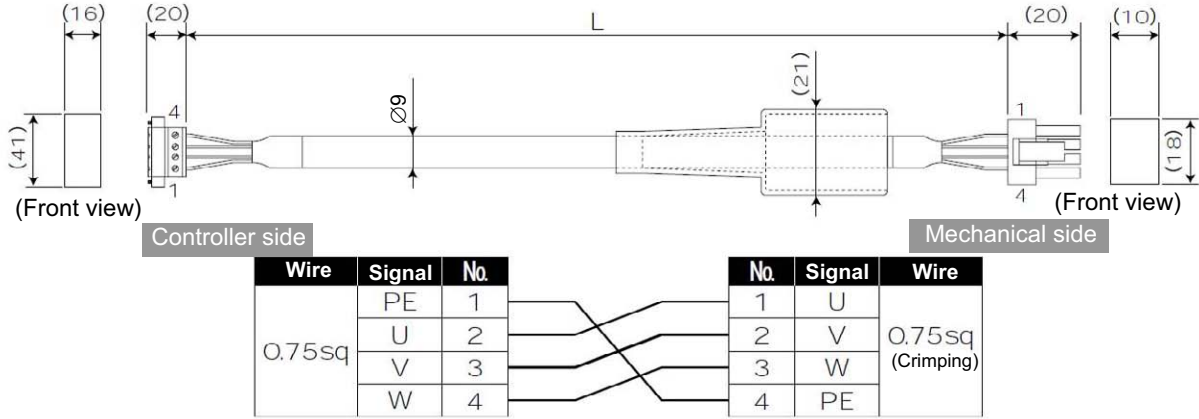 (16) (20) L (20) (10)
(41) 4 Ø9 (21) 1 (18)
1 4
(Front view) (Front view)
Controller side Mechanical side
Wire Signal No. No. Signal Wire
0.75sq PE 1 1 U 0.75sq (Crimping)
U 2 2 V
V 3 3 W
W 4 4 PE